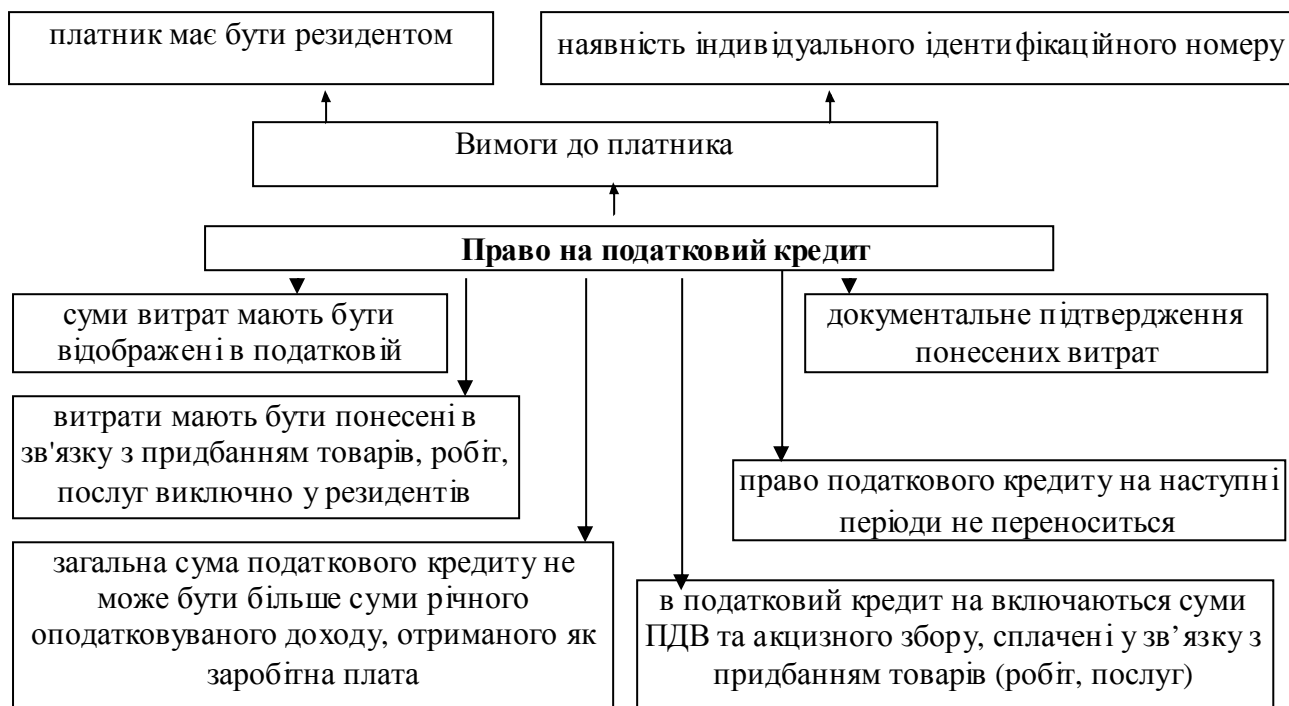 платник має бути резидентом
наявність індивідуального ідентифікаційного номеру
Вимоги до платника
Право на податковий кредит
суми витрат мають бути
відображені в податковій
документальне підтвердження
понесених витрат
витрати мають бути понесені в
зв'язку з придбанням товарів, робіт,
послуг виключно у резидентів
право податкового кредиту на наступні
періоди не переноситься
загальна сума податкового кредиту не
може бути більше суми річного
оподатковуваного доходу, отриманого як
заробітна плата
в податковий кредит на включаються суми
ПДВ та акцизного збору, сплачені у зв’язку з
придбанням товарів (робіт, послуг)